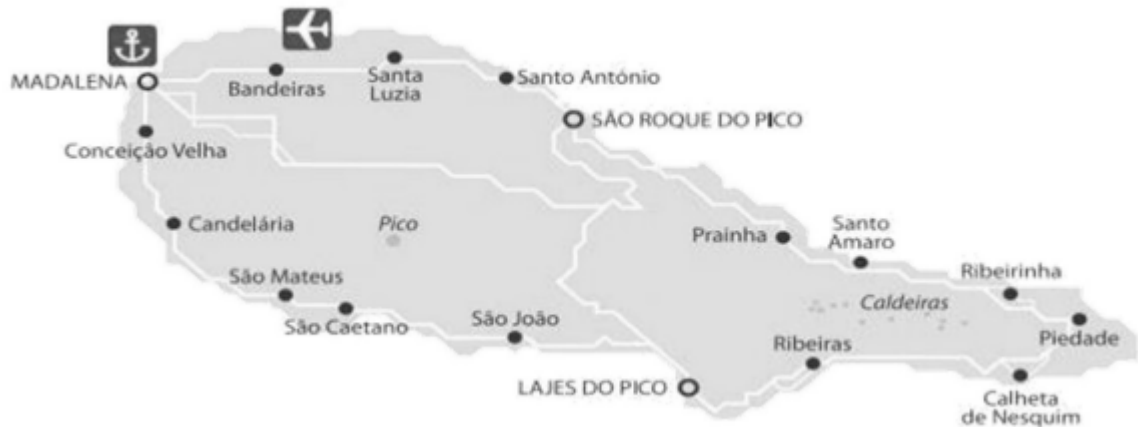 MADALENA
Bandeiras
Santa
Luzia
Santo António
SÃO ROQUE DO PICO
Conceição Velha
Candelária
Pico
Prainha
Santo
Amaro
Ribeirinha
São Mateus
São Caetano
São João
Caldeiras
Piedade
Ribeiras
LAJES DO PICO
Calheta
de Nesquim